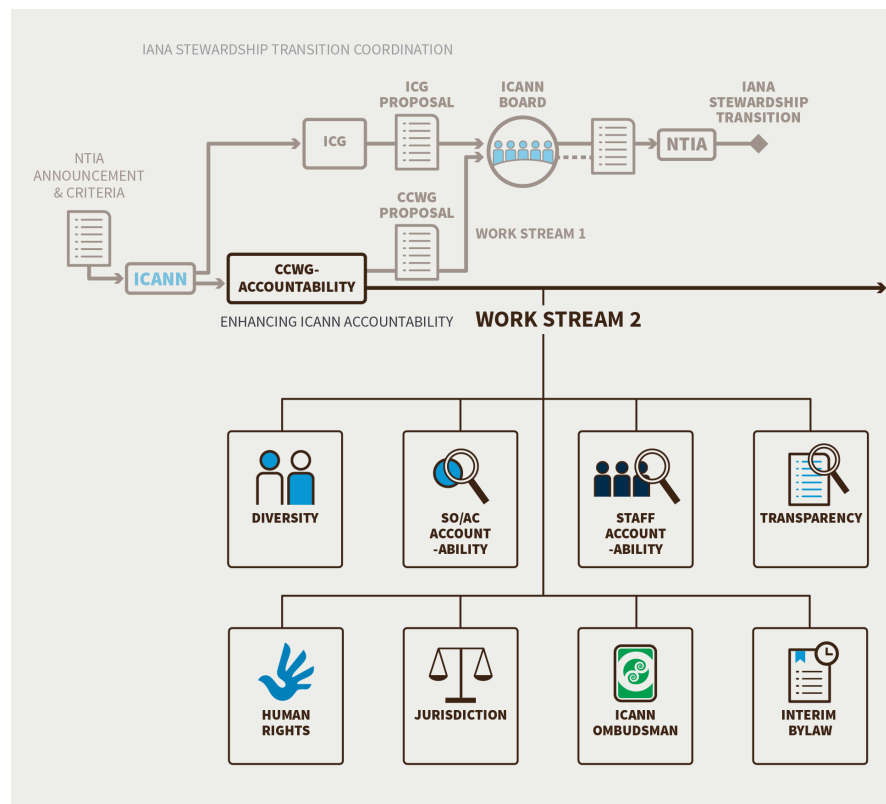 IANA STEWARDSHIP TRANSITION COORDINATION
ICG
PROPOSAL
ICANN
BOARD
IANA
STEWARDSHIP
TRANSITION
ICG
NTIA
NTIA
ANNOUNCEMENT
& CRITERIA
CCWG
PROPOSAL
WORK STREAM 1
ICANN
CCWG-
ACCOUNTABILITY
ENHANCING ICANN ACCOUNTABILITY
WORK STREAM 2
DIVERSITY
SO/AC
ACCOUNT
-ABILITY
STAFF
ACCOUNT
-ABILITY
TRANSPARENCY
HUMAN
RIGHTS
JURISDICTION
ICANN
OMBUDSMAN
INTERIM
BYLAW